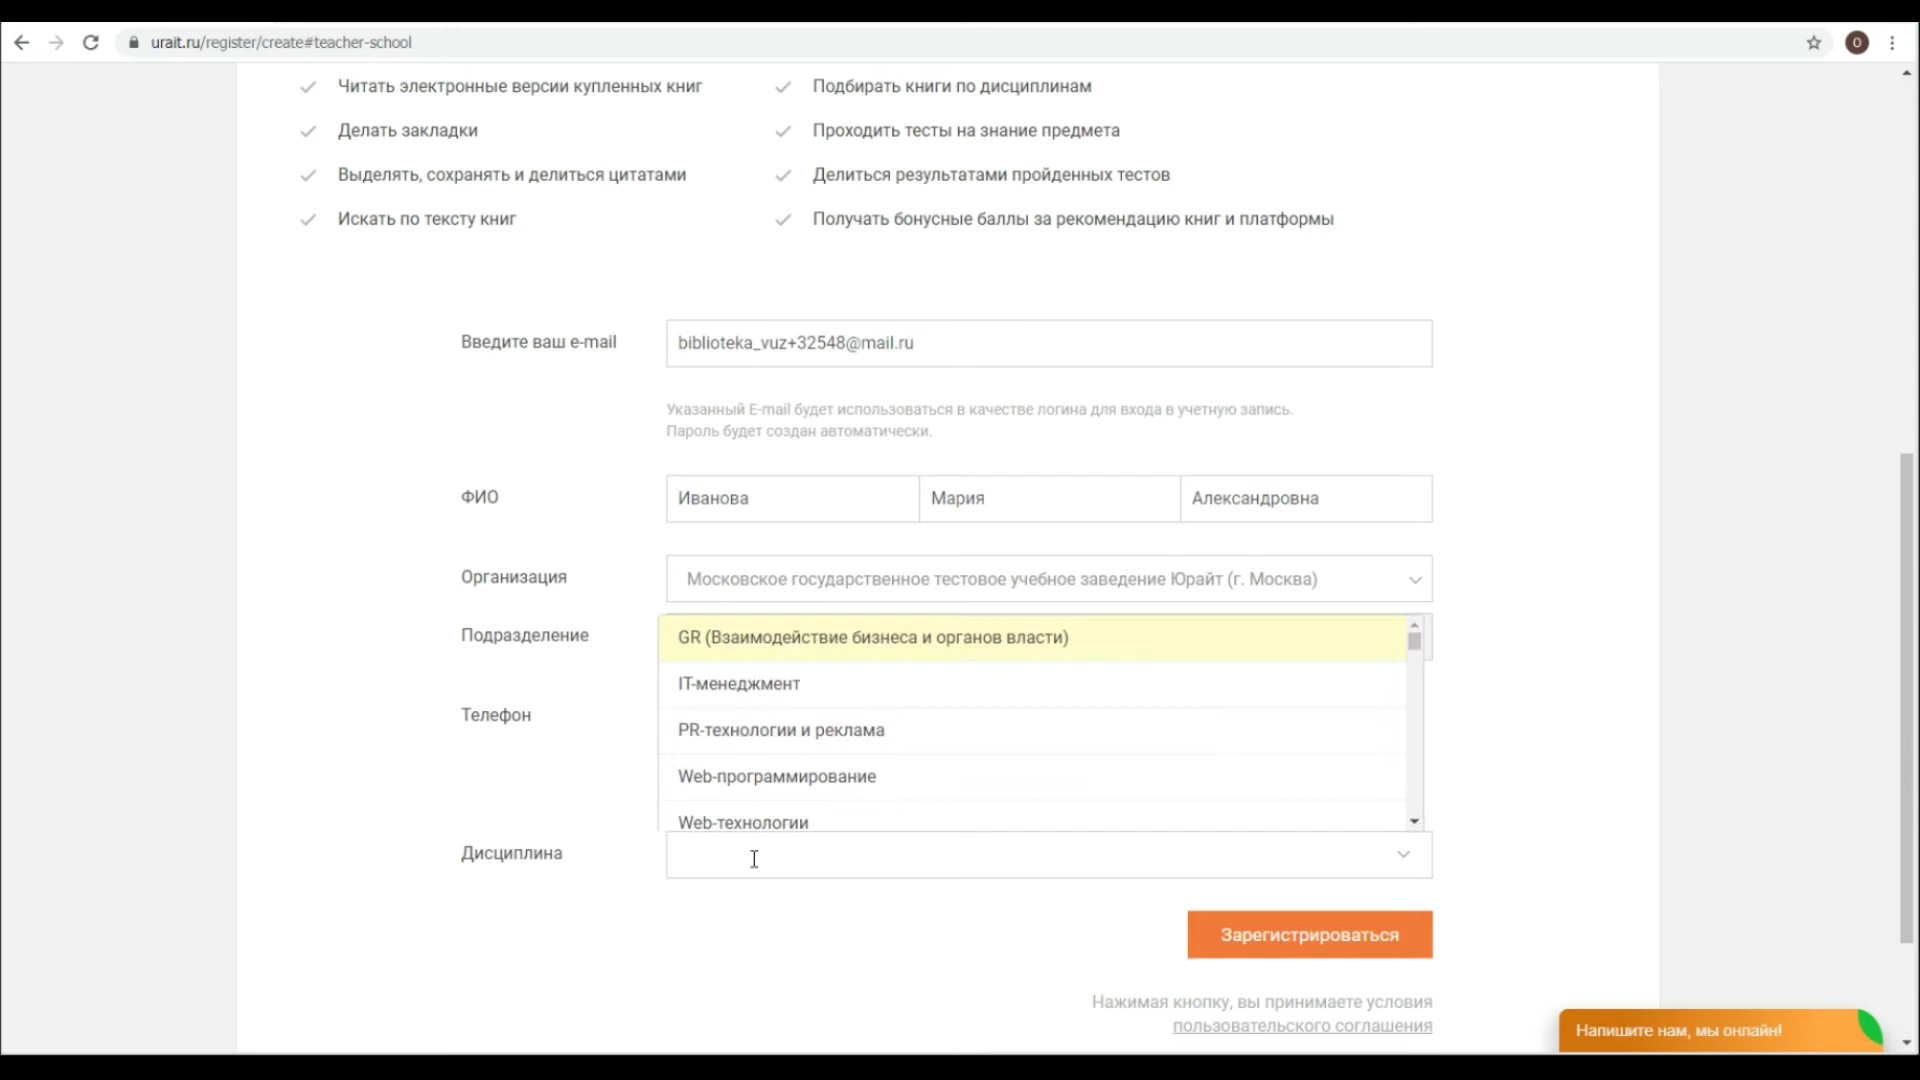 urait.ru/register/create#teacher-school
O
Читать электронные версии купленных книг
Подбирать книги по дисциплинам
Делать закладки
Проходить тесты на знание предмета
Выделять, сохранять и делиться цитатами
Делиться результатами пройденных тестов
Искать по тексту книг
Получать бонусные баллы за рекомендацию книг и платформы
Введите ваш e-mail
biblioteka_vuz+32548@mail.ru
Указанный E-mail будет использоваться в качестве логина для входа в учетную запись.
Пароль будет создан автоматически.
ФИО
Иванова
Мария
Александровна
Организация
Московское государственное тестовое учебное заведение Юрайт (г. Москва)
Подразделение
GR (Взаимодействие бизнеса и органов власти)
IT-менеджмент
Телефон
PR-технологии и реклама
Web-программирование
Web-технологии
Дисциплина
Зарегистрироваться
Нажимая кнопку, вы принимаете условия
пользовательского соглашения
Напишите нам, мы онлайн!